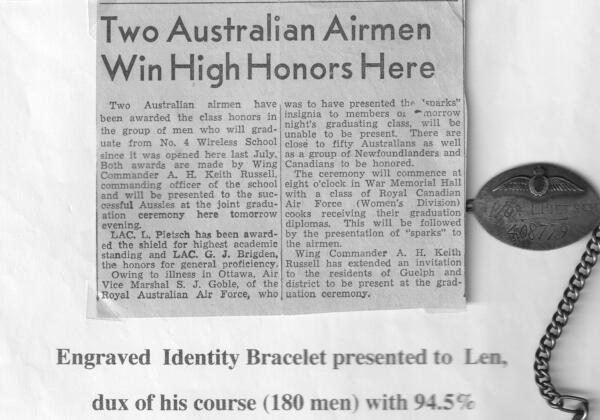 Two Australian Airmen
Win High Honors Here
Two Australian airmen have
been awarded the class honors in
the group of men who will grad-
uate from No. 4 Wireless School
since it was opened here last July.
Both awards are made by Wing
Commander A. H. Keith Russell,
commanding officer of the school
and will be presented to the suc-
cessful Aussies at the joint gradu-
ation ceremony here tomorrow
evening.
LAC. L. Pietsch has been award-
ed the shield for highest academic
standing and LAC. G. J. Brigden,
the honors for general proficiency.
Owing to illness in Ottawa, Air
Vice Marshal S. J. Goble, of the
Royal Australian Air Force, who
was to have presented the "sparks"
insignia to members of tomorrow
night's graduating class, will be
unable to be present. There are
close to fifty Australians as well
as a group of Newfoundlanders and
Canadians to be honored.
The ceremony will commence at
eight o'clock in War Memorial Hall
with a class of Royal Canadian
Air Force (Women's Division)
cooks receiving their graduation
diplomas. This will be followed
by the presentation of "sparks" to
the airmen.
Wing Commander A. H. Keith
Russell has extended an invitation
to the residents of Guelph and
district to be present at the grad-
uation ceremony.
Engraved Identity Bracelet presented to Len,
dux of his course (180 men) with 94.5%